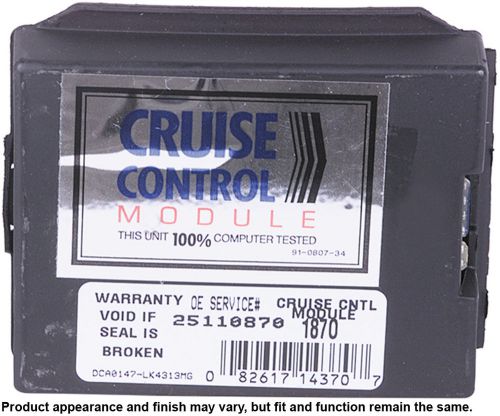 CRUISE
CONTROL
MODULE
THIS UNIT 100% COMPUTER TESTED
91-0807-34
WARRANTY OE SERVICE# CRUISE CNTL
VOID IF 25110870 MODULE
SEAL IS 1870
BROKEN
DCA0147-LK4313MG 0 82617 14370 7
Product appearance and finish may vary, but fit and function remain the same.